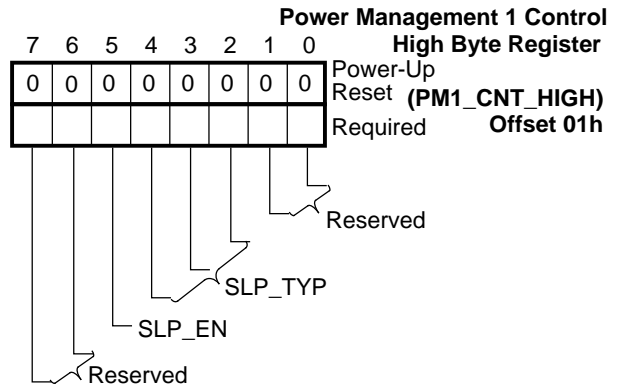 Power Management 1 Control
High Byte Register
(PM1_CNT_HIGH)
Offset 01h
7 6 5 4 3 2 1 0
0 0 0 0 0 0 0 0
Power-Up
Reset
Required
Reserved
SLP_TYP
SLP_EN
Reserved